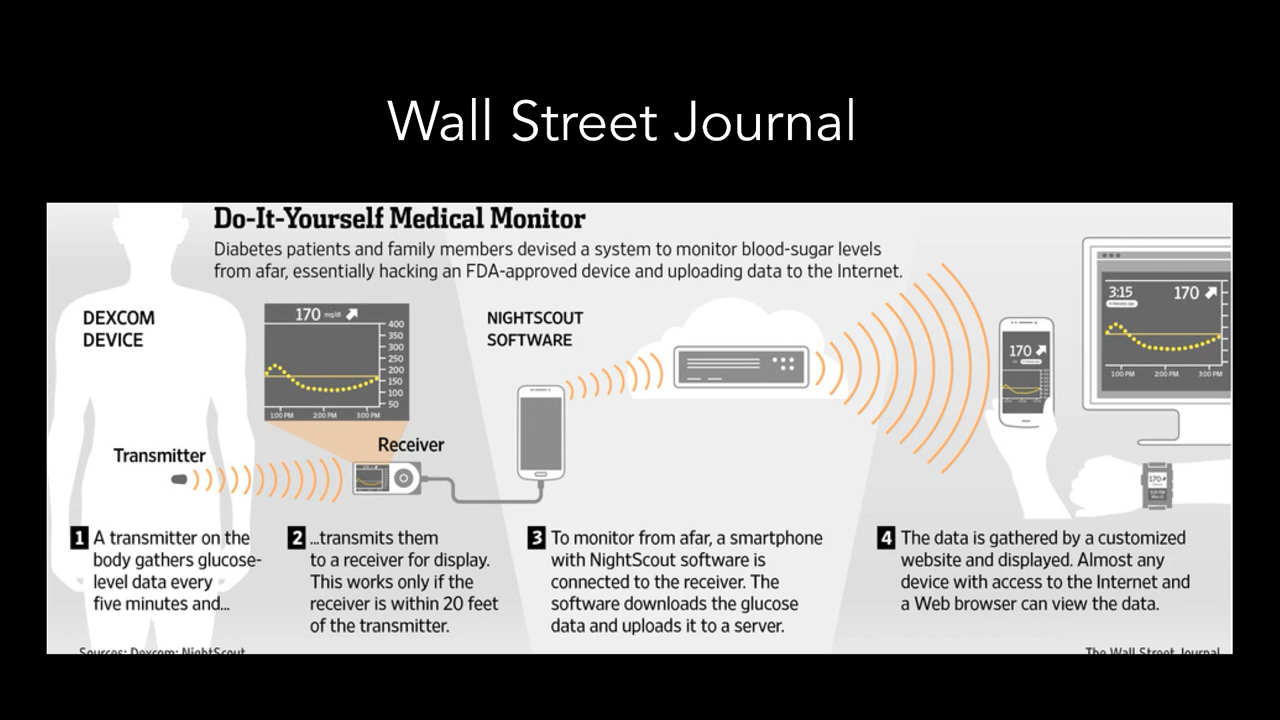 Wall Street Journal
Do-It-Yourself Medical Monitor
Diabetes patients and family members devised a system to monitor blood-sugar levels
from afar, essentially hacking an FDA-approved device and uploading data to the Internet.
DEXCOM
DEVICE
170 mg/dl
400
350
300
250
200
150
100
50
1:00 PM 2:00 PM 3:00 PM
Transmitter
Receiver
NIGHTSCOUT
SOFTWARE
170
3:15 170
4 minutes ago
1:00 PM 2:00 PM 3:00 PM
170
1 A transmitter on the
body gathers glucose-
level data every
five minutes and...
2 ...transmits them
to a receiver for display.
This works only if the
receiver is within 20 feet
of the transmitter.
3 To monitor from afar, a smartphone
with NightScout software is
connected to the receiver. The
software downloads the glucose
data and uploads it to a server.
4 The data is gathered by a customized
website and displayed. Almost any
device with access to the Internet and
a Web browser can view the data.
Sources: Dexcom; NightScout
The Wall Street Journal